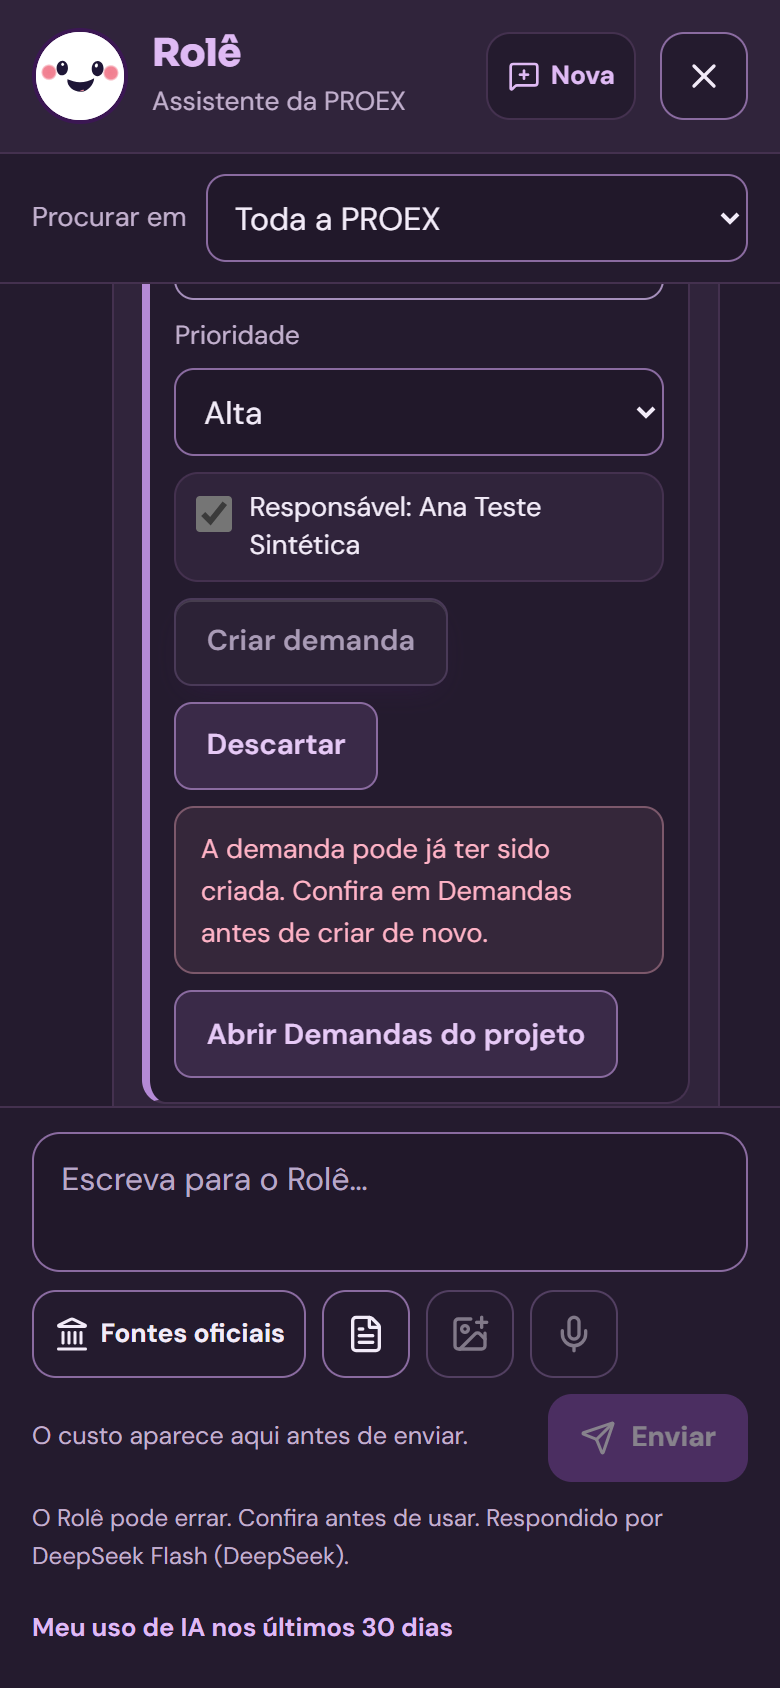 Rolê
Assistente da PROEX
Nova
Procurar em
Toda a PROEX
Prioridade
Alta
Responsável: Ana Teste
Sintética
Criar demanda
Descartar
A demanda pode já ter sido
criada. Confira em Demandas
antes de criar de novo.
Abrir Demandas do projeto
Escreva para o Rolê...
Fontes oficiais
O custo aparece aqui antes de enviar.
Enviar
O Rolê pode errar. Confira antes de usar. Respondido por
DeepSeek Flash (DeepSeek).
Meu uso de IA nos últimos 30 dias